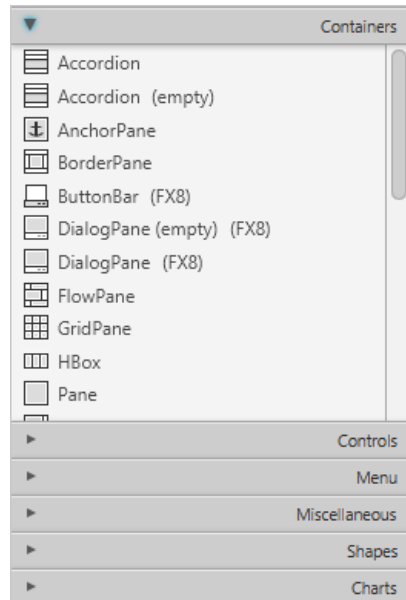 Containers
Accordion
Accordion (empty)
AnchorPane
BorderPane
ButtonBar (FX8)
DialogPane (empty) (FX8)
DialogPane (FX8)
FlowPane
GridPane
HBox
Pane
Controls
Menu
Miscellaneous
Shapes
Charts